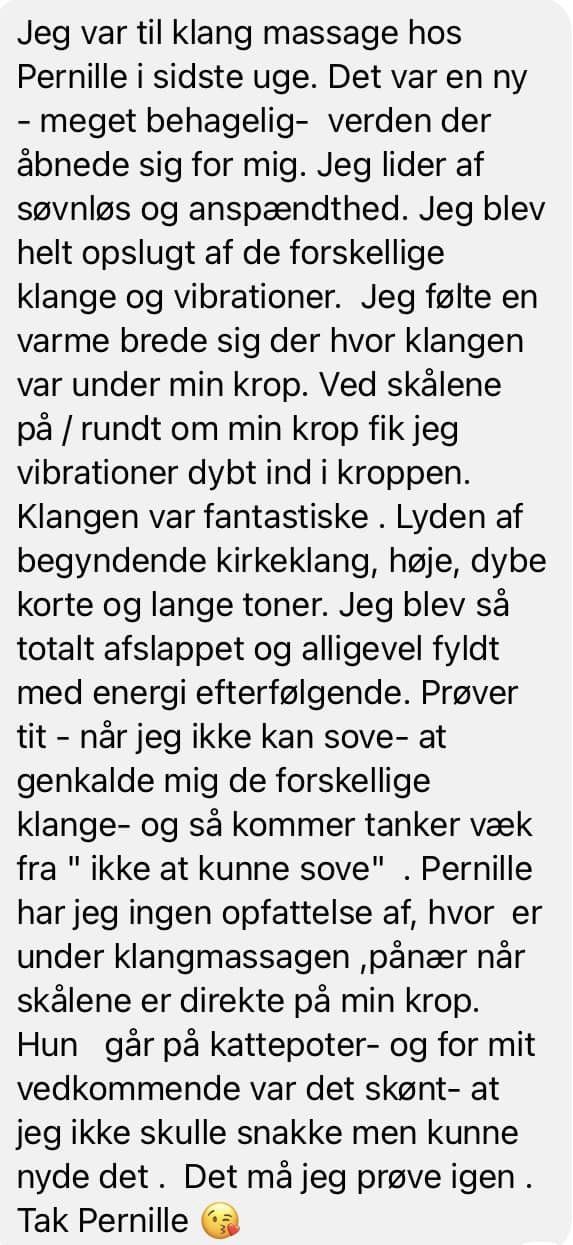 Jeg var til klang massage hos
Pernille i sidste uge. Det var en ny
- meget behagelig-  verden der
åbnede sig for mig. Jeg lider af
søvnløs og anspændthed. Jeg blev
helt opslugt af de forskellige
klange og vibrationer.  Jeg følte en
varme brede sig der hvor klangen
var under min krop. Ved skålene
på / rundt om min krop fik jeg
vibrationer dybt ind i kroppen.
Klangen var fantastiske . Lyden af
begyndende kirkeklang, høje, dybe
korte og lange toner. Jeg blev så
totalt afslappet og alligevel fyldt
med energi efterfølgende. Prøver
tit - når jeg ikke kan sove- at
genkalde mig de forskellige
klange- og så kommer tanker væk
fra " ikke at kunne sove"  . Pernille
har jeg ingen opfattelse af, hvor  er
under klangmassagen ,pånær når
skålene er direkte på min krop.
Hun   går på kattepoter- og for mit
vedkommende var det skønt- at
jeg ikke skulle snakke men kunne
nyde det .  Det må jeg prøve igen .
Tak Pernille 😘